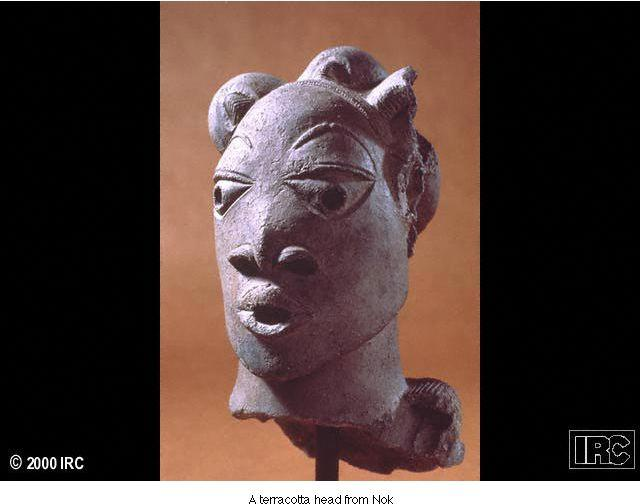 © 2000 IRC
IRC
A terracotta head from Nok